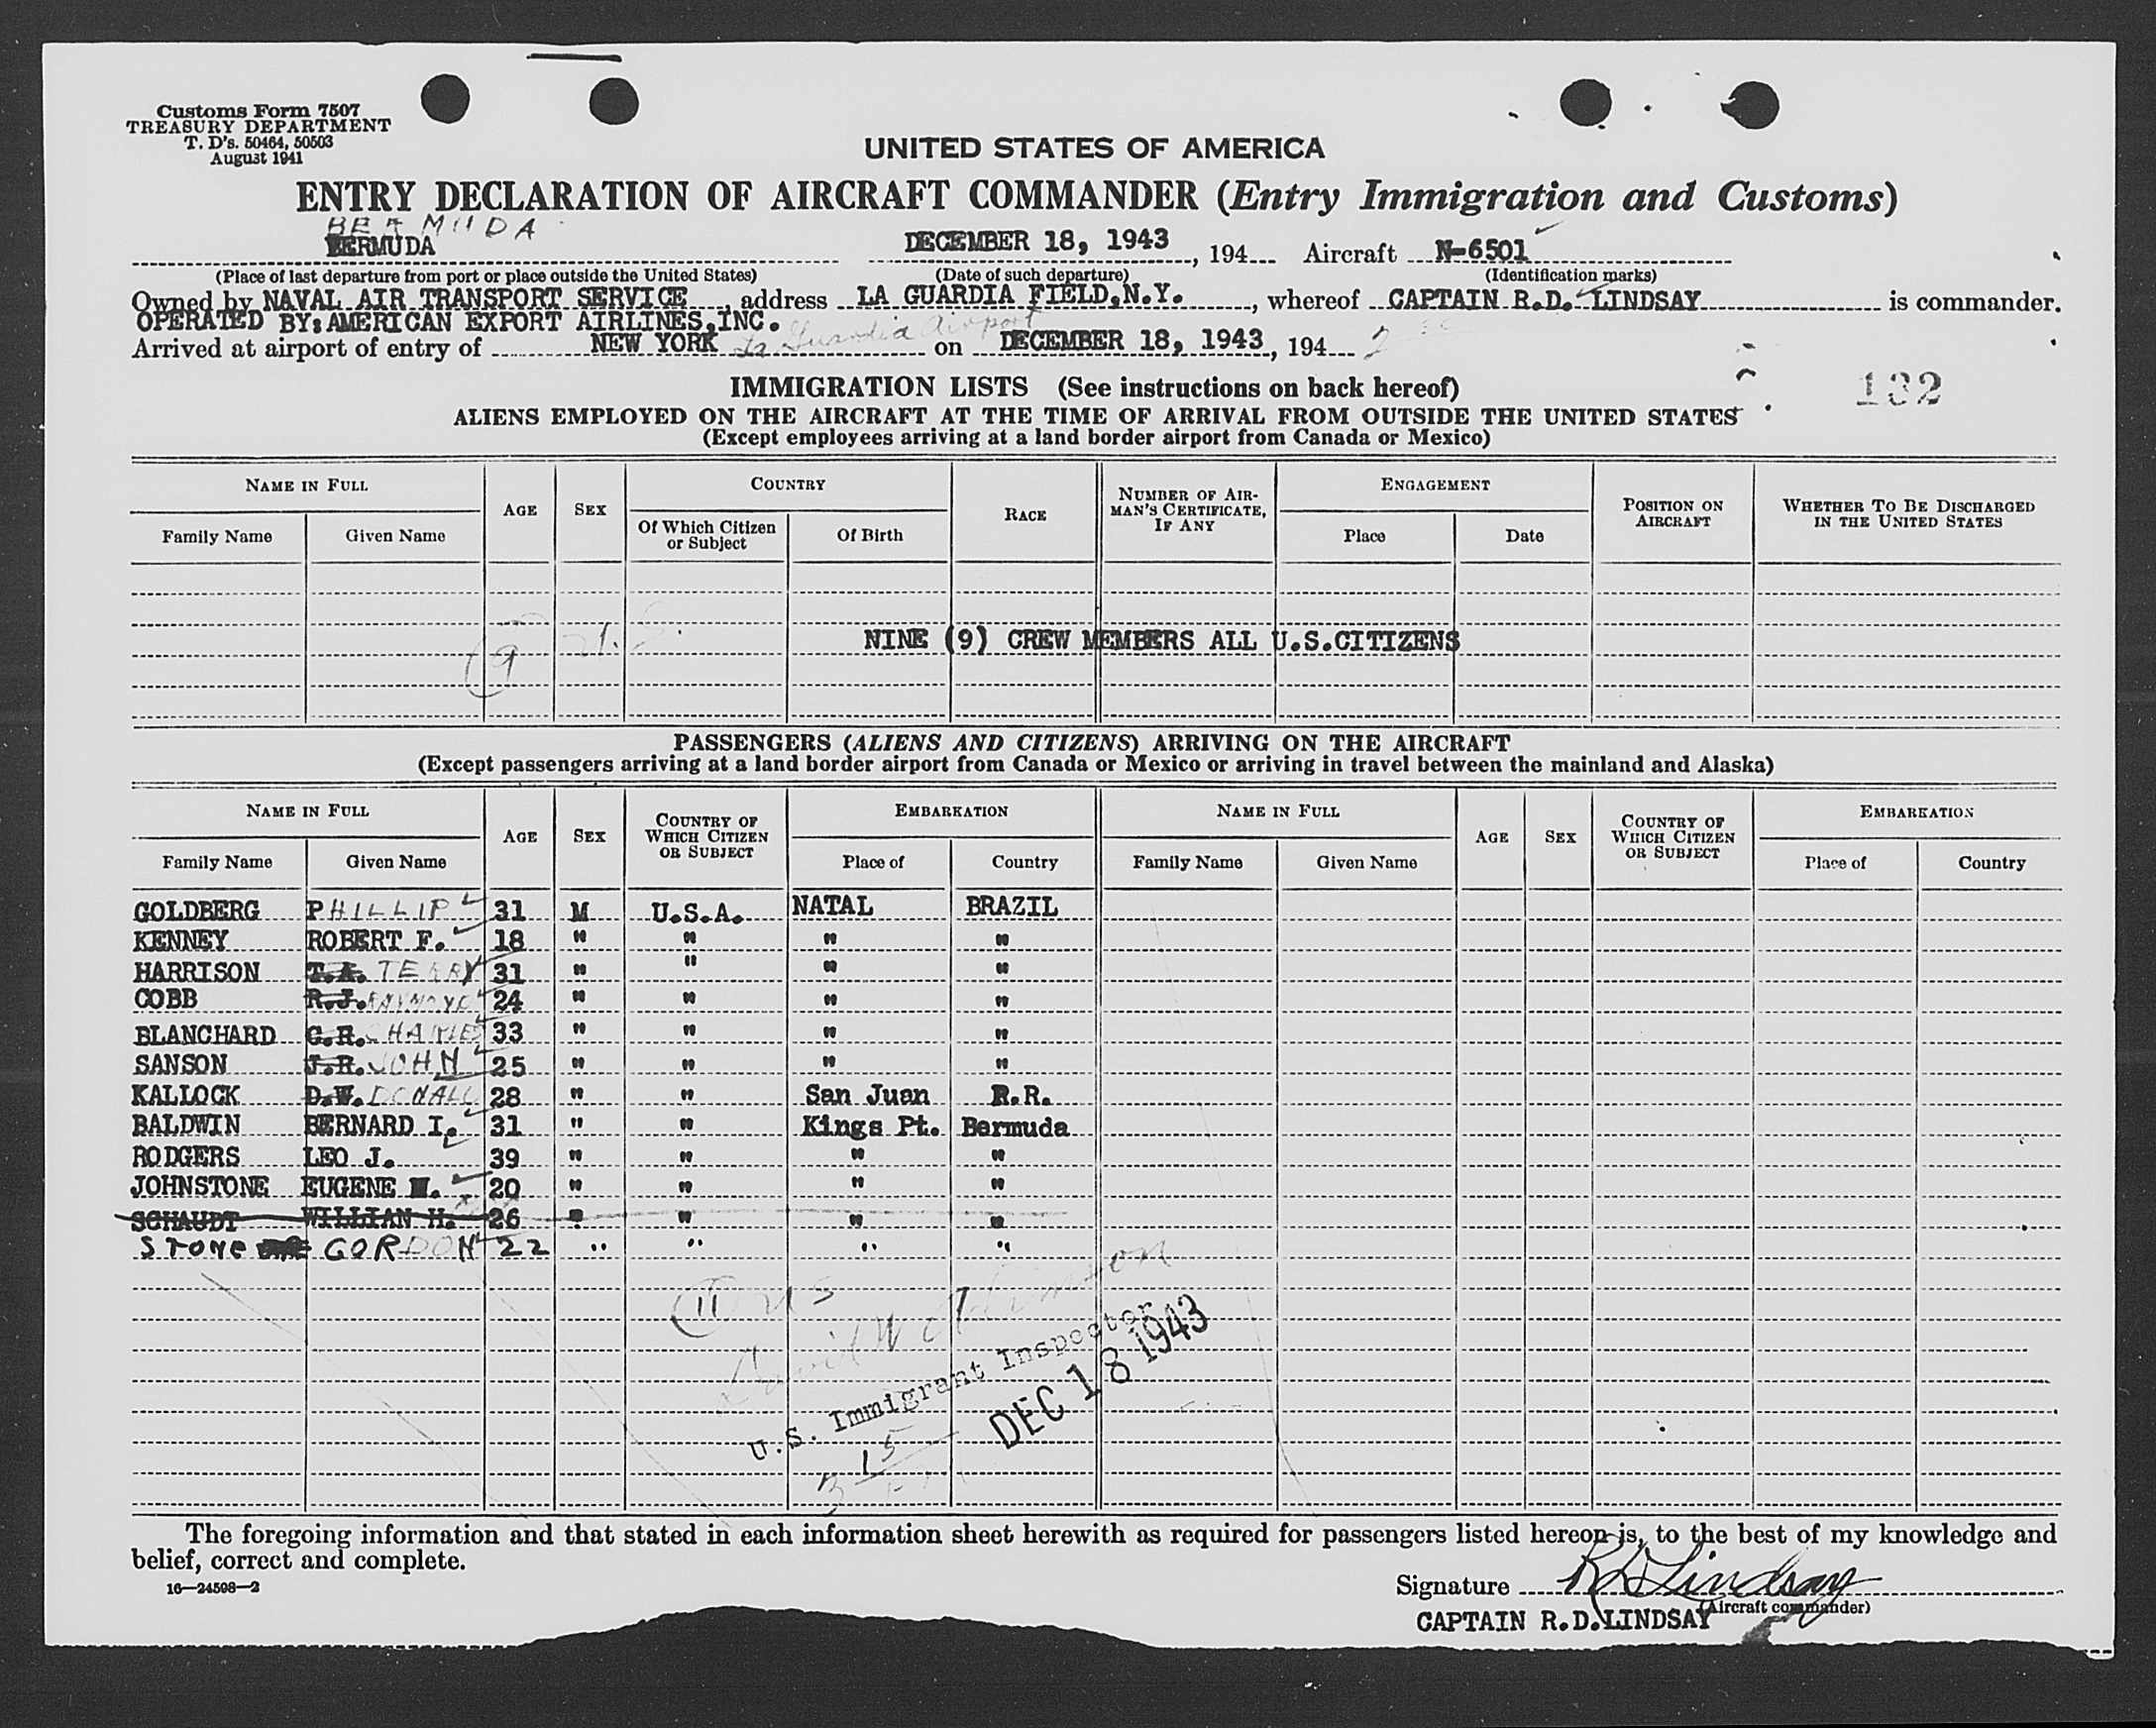 Customs Form 7507
TREASURY DEPARTMENT
T. D's. 50464, 50503
August 1941
UNITED STATES OF AMERICA
ENTRY DECLARATION OF AIRCRAFT COMMANDER (Entry Immigration and Customs)
BERMUDA
BERMUDA DECEMBER 18, 1943, 194 Aircraft N-6501
(Place of last departure from port or place outside the United States) (Date of such departure) (Identification marks)
Owned by NAVAL AIR TRANSPORT SERVICE, address LA GUARDIA FIELD,N.Y., whereof CAPTAIN R.D. LINDSAY is commander.
OPERATED BY:AMERICAN EXPORT AIRLINES,INC.
Arrived at airport of entry of NEW YORK La Guardia Airport on DECEMBER 18, 1943, 194
132
IMMIGRATION LISTS (See instructions on back hereof)
ALIENS EMPLOYED ON THE AIRCRAFT AT THE TIME OF ARRIVAL FROM OUTSIDE THE UNITED STATES
(Except employees arriving at a land border airport from Canada or Mexico)
NAME IN FULL AGE SEX COUNTRY RACE NUMBER OF AIRMAN'S CERTIFICATE, IF ANY ENGAGEMENT POSITION ON AIRCRAFT WHETHER TO BE DISCHARGED IN THE UNITED STATES
Family Name Given Name Of Which Citizen or Subject Of Birth Place Date
9
NINE (9) CREW MEMBERS ALL U.S.CITIZENS
PASSENGERS (ALIENS AND CITIZENS) ARRIVING ON THE AIRCRAFT
(Except passengers arriving at a land border airport from Canada or Mexico or arriving in travel between the mainland and Alaska)
NAME IN FULL AGE SEX COUNTRY OF WHICH CITIZEN OR SUBJECT EMBARKATION NAME IN FULL AGE SEX COUNTRY OF WHICH CITIZEN OR SUBJECT EMBARKATION
Family Name Given Name Place of Country Family Name Given Name Place of Country
GOLDBERG PHILLIP 31 M U.S.A. NATAL BRAZIL
KENNEY ROBERT F. 18 " " " "
HARRISON T.A. TERRY 31 " " " "
COBB R.J. RAYMOND 24 " " " "
BLANCHARD C.R. CHARLES 33 " " " "
SANSON J.R. JOHN 25 " " " "
KALLOCK D.W. DONALD 28 " " San Juan P.R.
BALDWIN BERNARD I. 31 " " Kings Pt. Bermuda
RODGERS LEO J. 39 " " " "
JOHNSTONE EUGENE 20 " " " "
SCHAUDT WILLIAN H. 26 " " " "
STONE GORDON 22 " " " "
11 US
U.S. Immigrant Inspector
DEC 18 1943
3 15 PM
The foregoing information and that stated in each information sheet herewith as required for passengers listed hereon is, to the best of my knowledge and
belief, correct and complete.
16—24508—2
Signature R D Lindsay
(Aircraft commander)
CAPTAIN R.D.LINDSAY